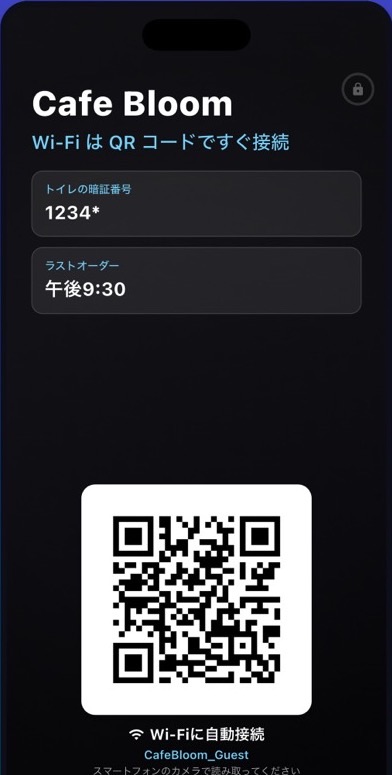 Cafe Bloom
Wi-Fi は QR コードですぐ接続
トイレの暗証番号
1234*
ラストオーダー
午後9:30
Wi-Fiに自動接続
CafeBloom_Guest
スマートフォンのカメラで読み取ってください